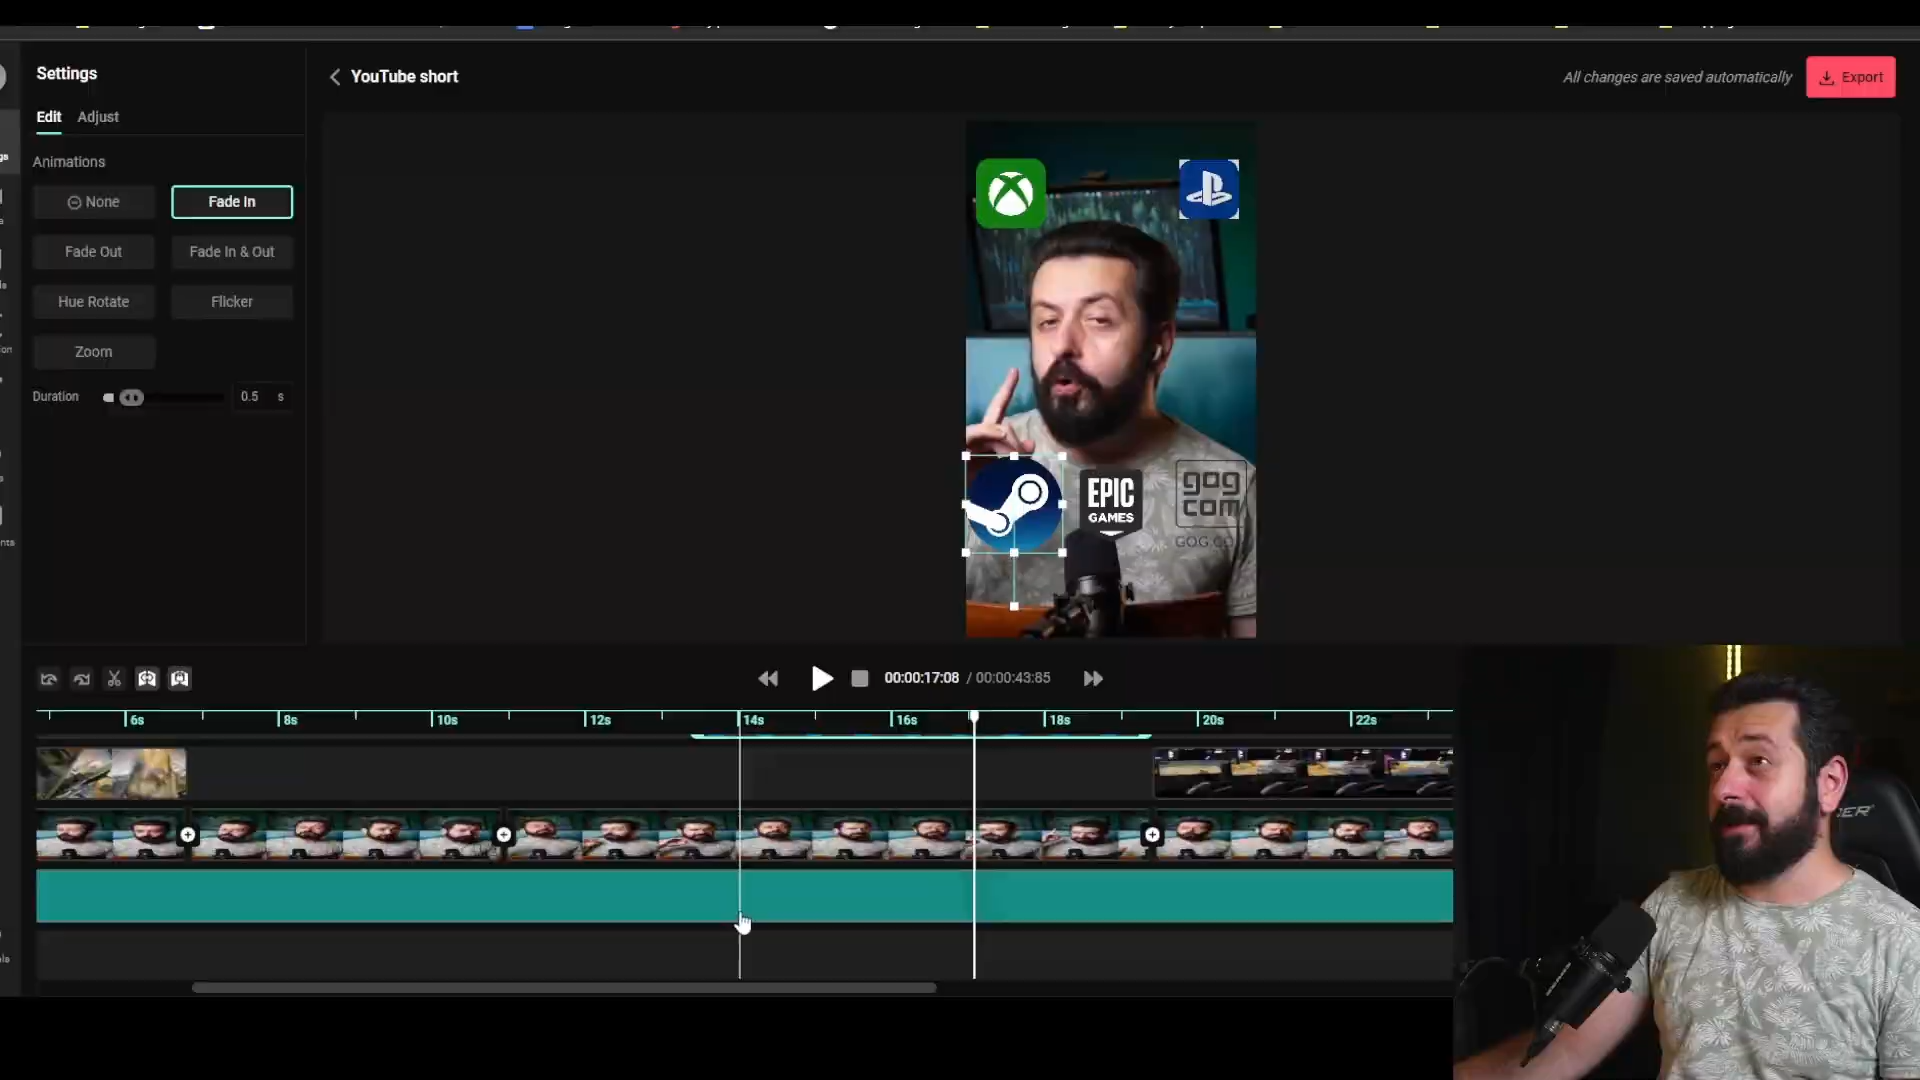 Settings
YouTube short
All changes are saved automatically
Export
Edit
Adjust
Animations
None
Fade In
Fade Out
Fade In & Out
Hue Rotate
Flicker
Zoom
Duration
0.5 s
EPIC
GAMES
gog
com
GOG.CO
00:00:17:08 / 00:00:43:85
6s
8s
10s
12s
14s
16s
18s
20s
22s